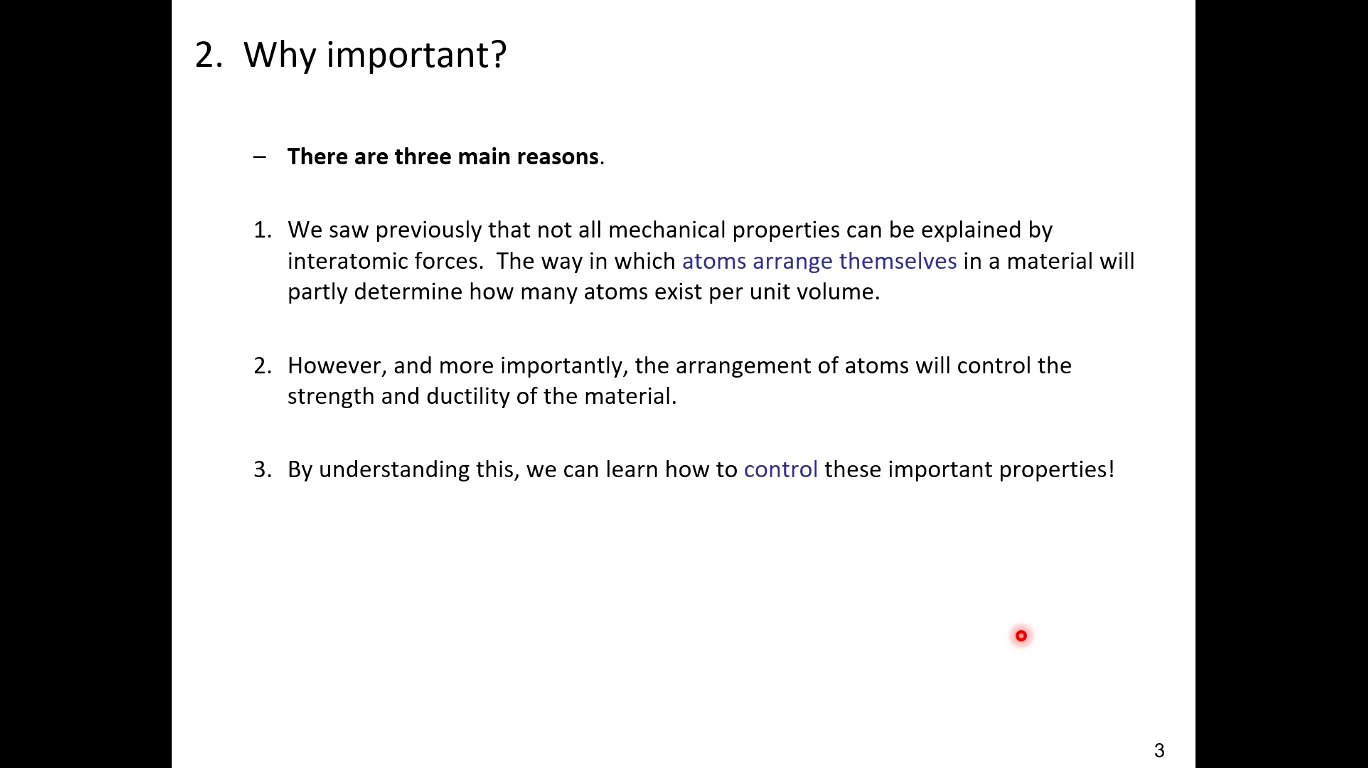 2. Why important?
– There are three main reasons.
1. We saw previously that not all mechanical properties can be explained by
interatomic forces. The way in which atoms arrange themselves in a material will
partly determine how many atoms exist per unit volume.
2. However, and more importantly, the arrangement of atoms will control the
strength and ductility of the material.
3. By understanding this, we can learn how to control these important properties!
3